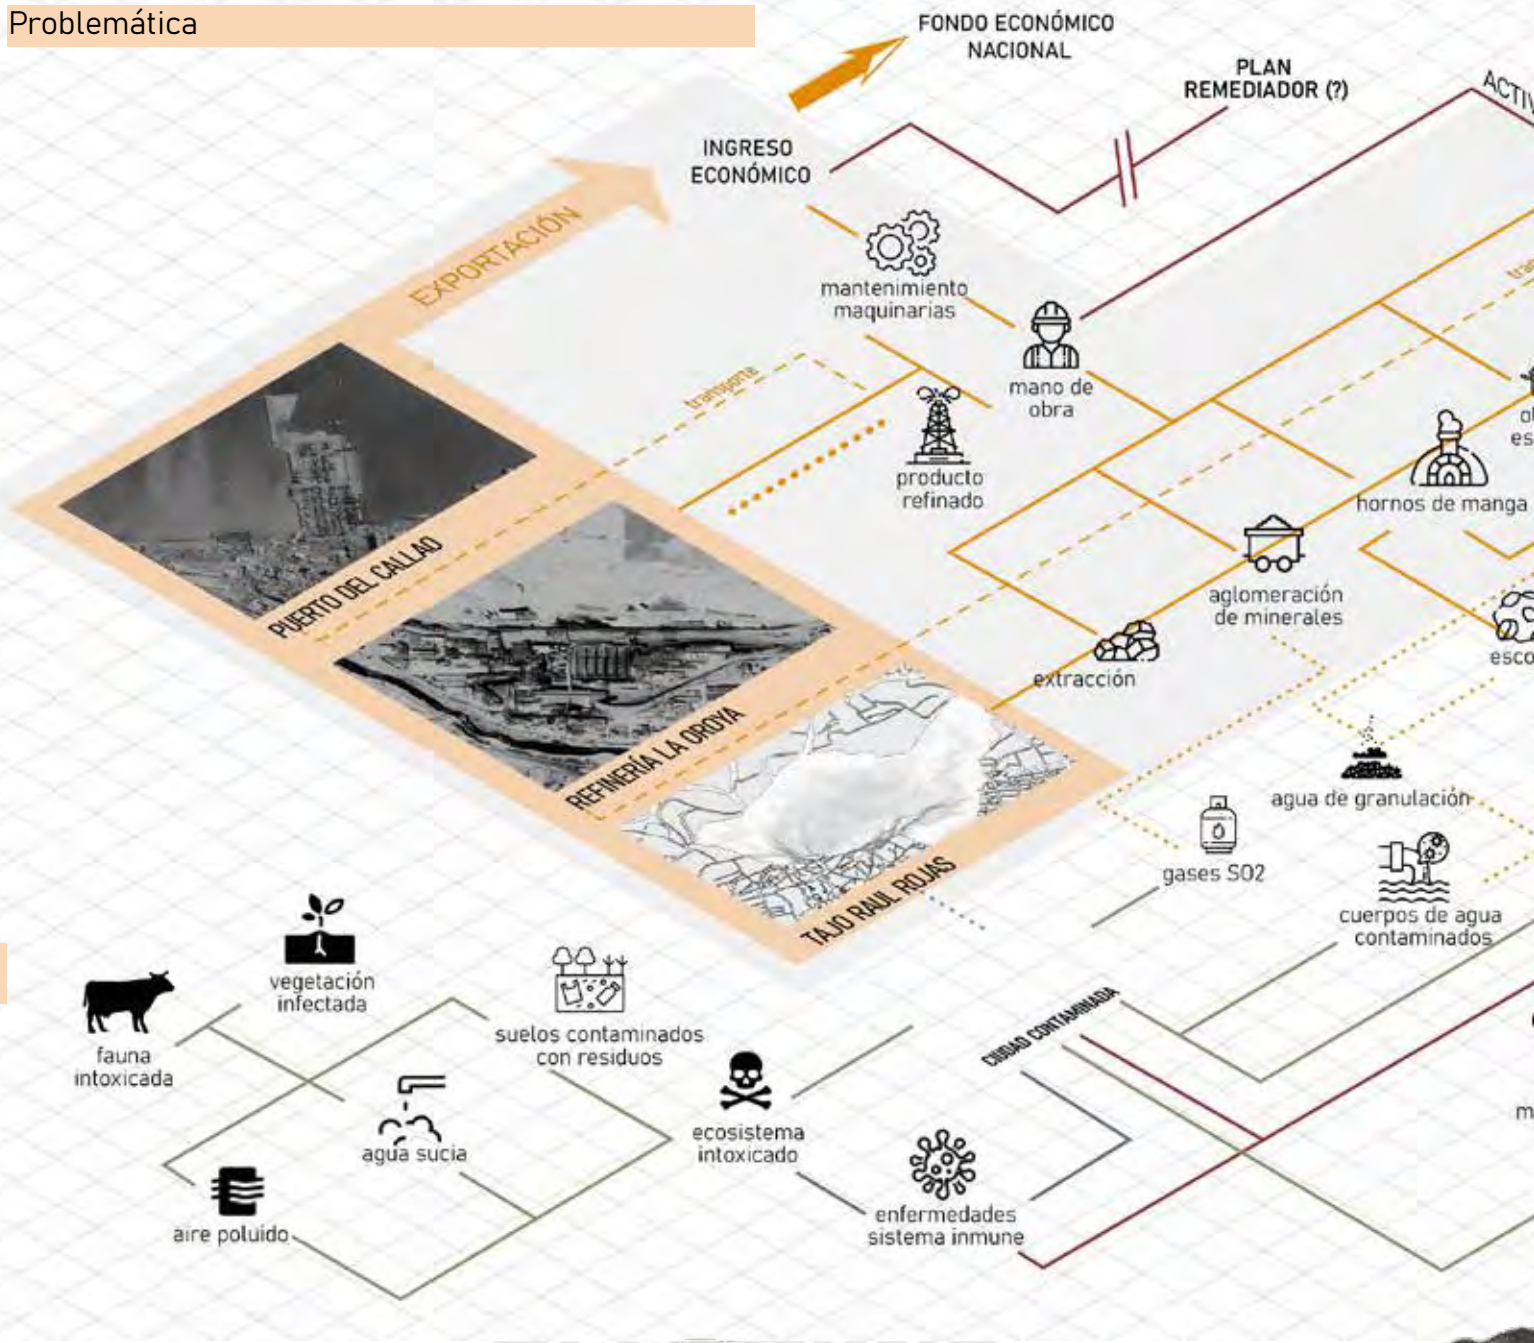 Problemática
FONDO ECONÓMICO
NACIONAL
PLAN
REMEDIADOR (?)
INGRESO
ECONÓMICO
EXPORTACIÓN
mantenimiento
maquinarias
mano de
obra
transporte
producto
refinado
hornos de manga
PUERTO DEL CALLAO
aglomeración
de minerales
extracción
REFINERÍA LA OROYA
agua de granulación
gases SO2
TAJO RAUL ROJAS
cuerpos de agua
contaminados
vegetación
infectada
CIUDAD CONTAMINADA
suelos contaminados
con residuos
fauna
intoxicada
ecosistema
intoxicado
agua sucia
enfermedades
sistema inmune
aire poluido